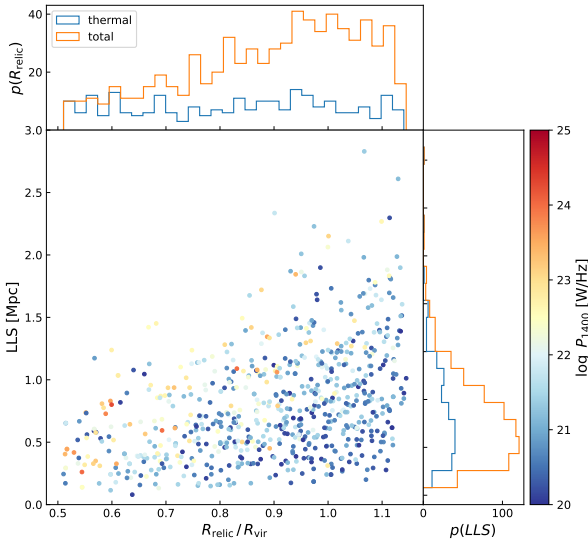 p(R_relic)
40
20
thermal
total
3.0
2.5
2.0
1.5
1.0
0.5
0.0
LLS [Mpc]
0.5 0.6 0.7 0.8 0.9 1.0 1.1
R_relic / R_vir
0 100
p(LLS)
25
24
23
22
21
20
log P_1400 [W/Hz]